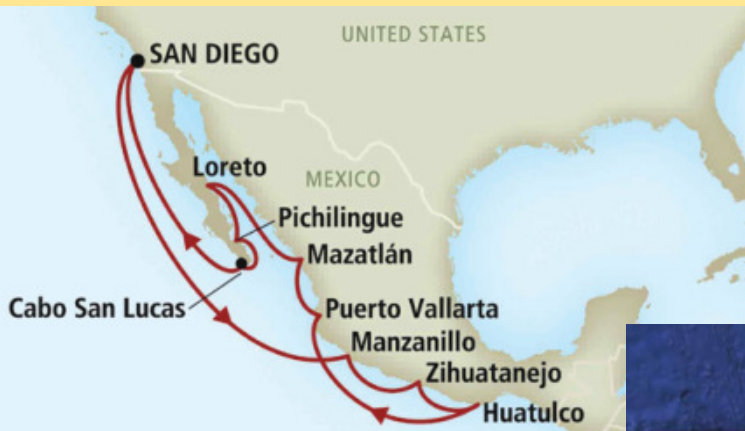 UNITED STATES
SAN DIEGO
Loreto
MEXICO
Pichilingue
Mazatlán
Cabo San Lucas
Puerto Vallarta
Manzanillo
Zihuatanejo
Huatulco